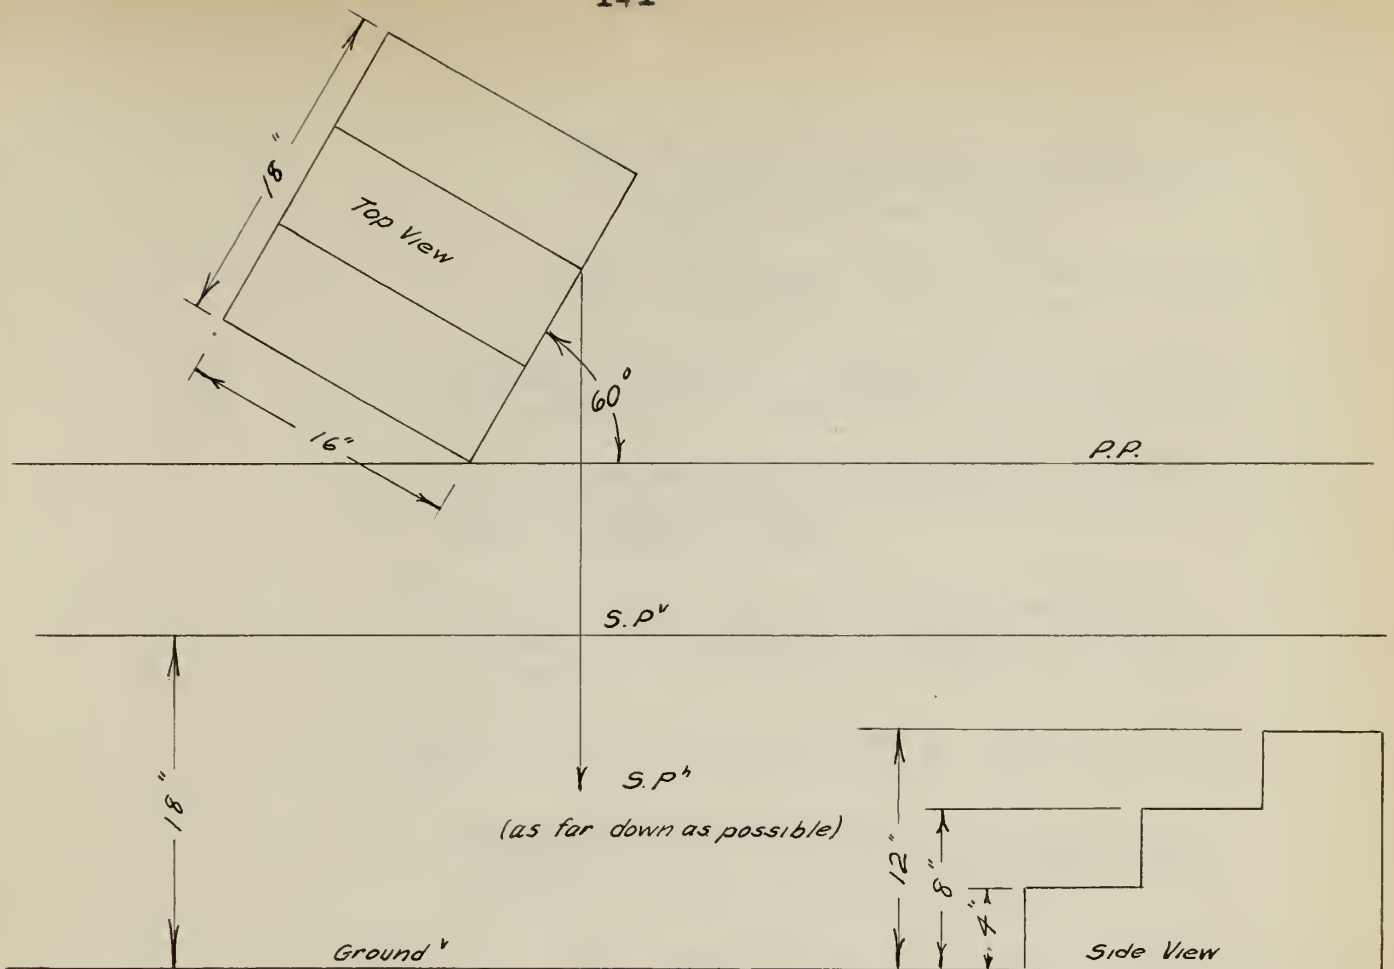 18"
Top View
60°
16"
P.P.
S.P^v
18"
S.P^h
(as far down as possible)
12"
8"
4"
Ground^v
Side View